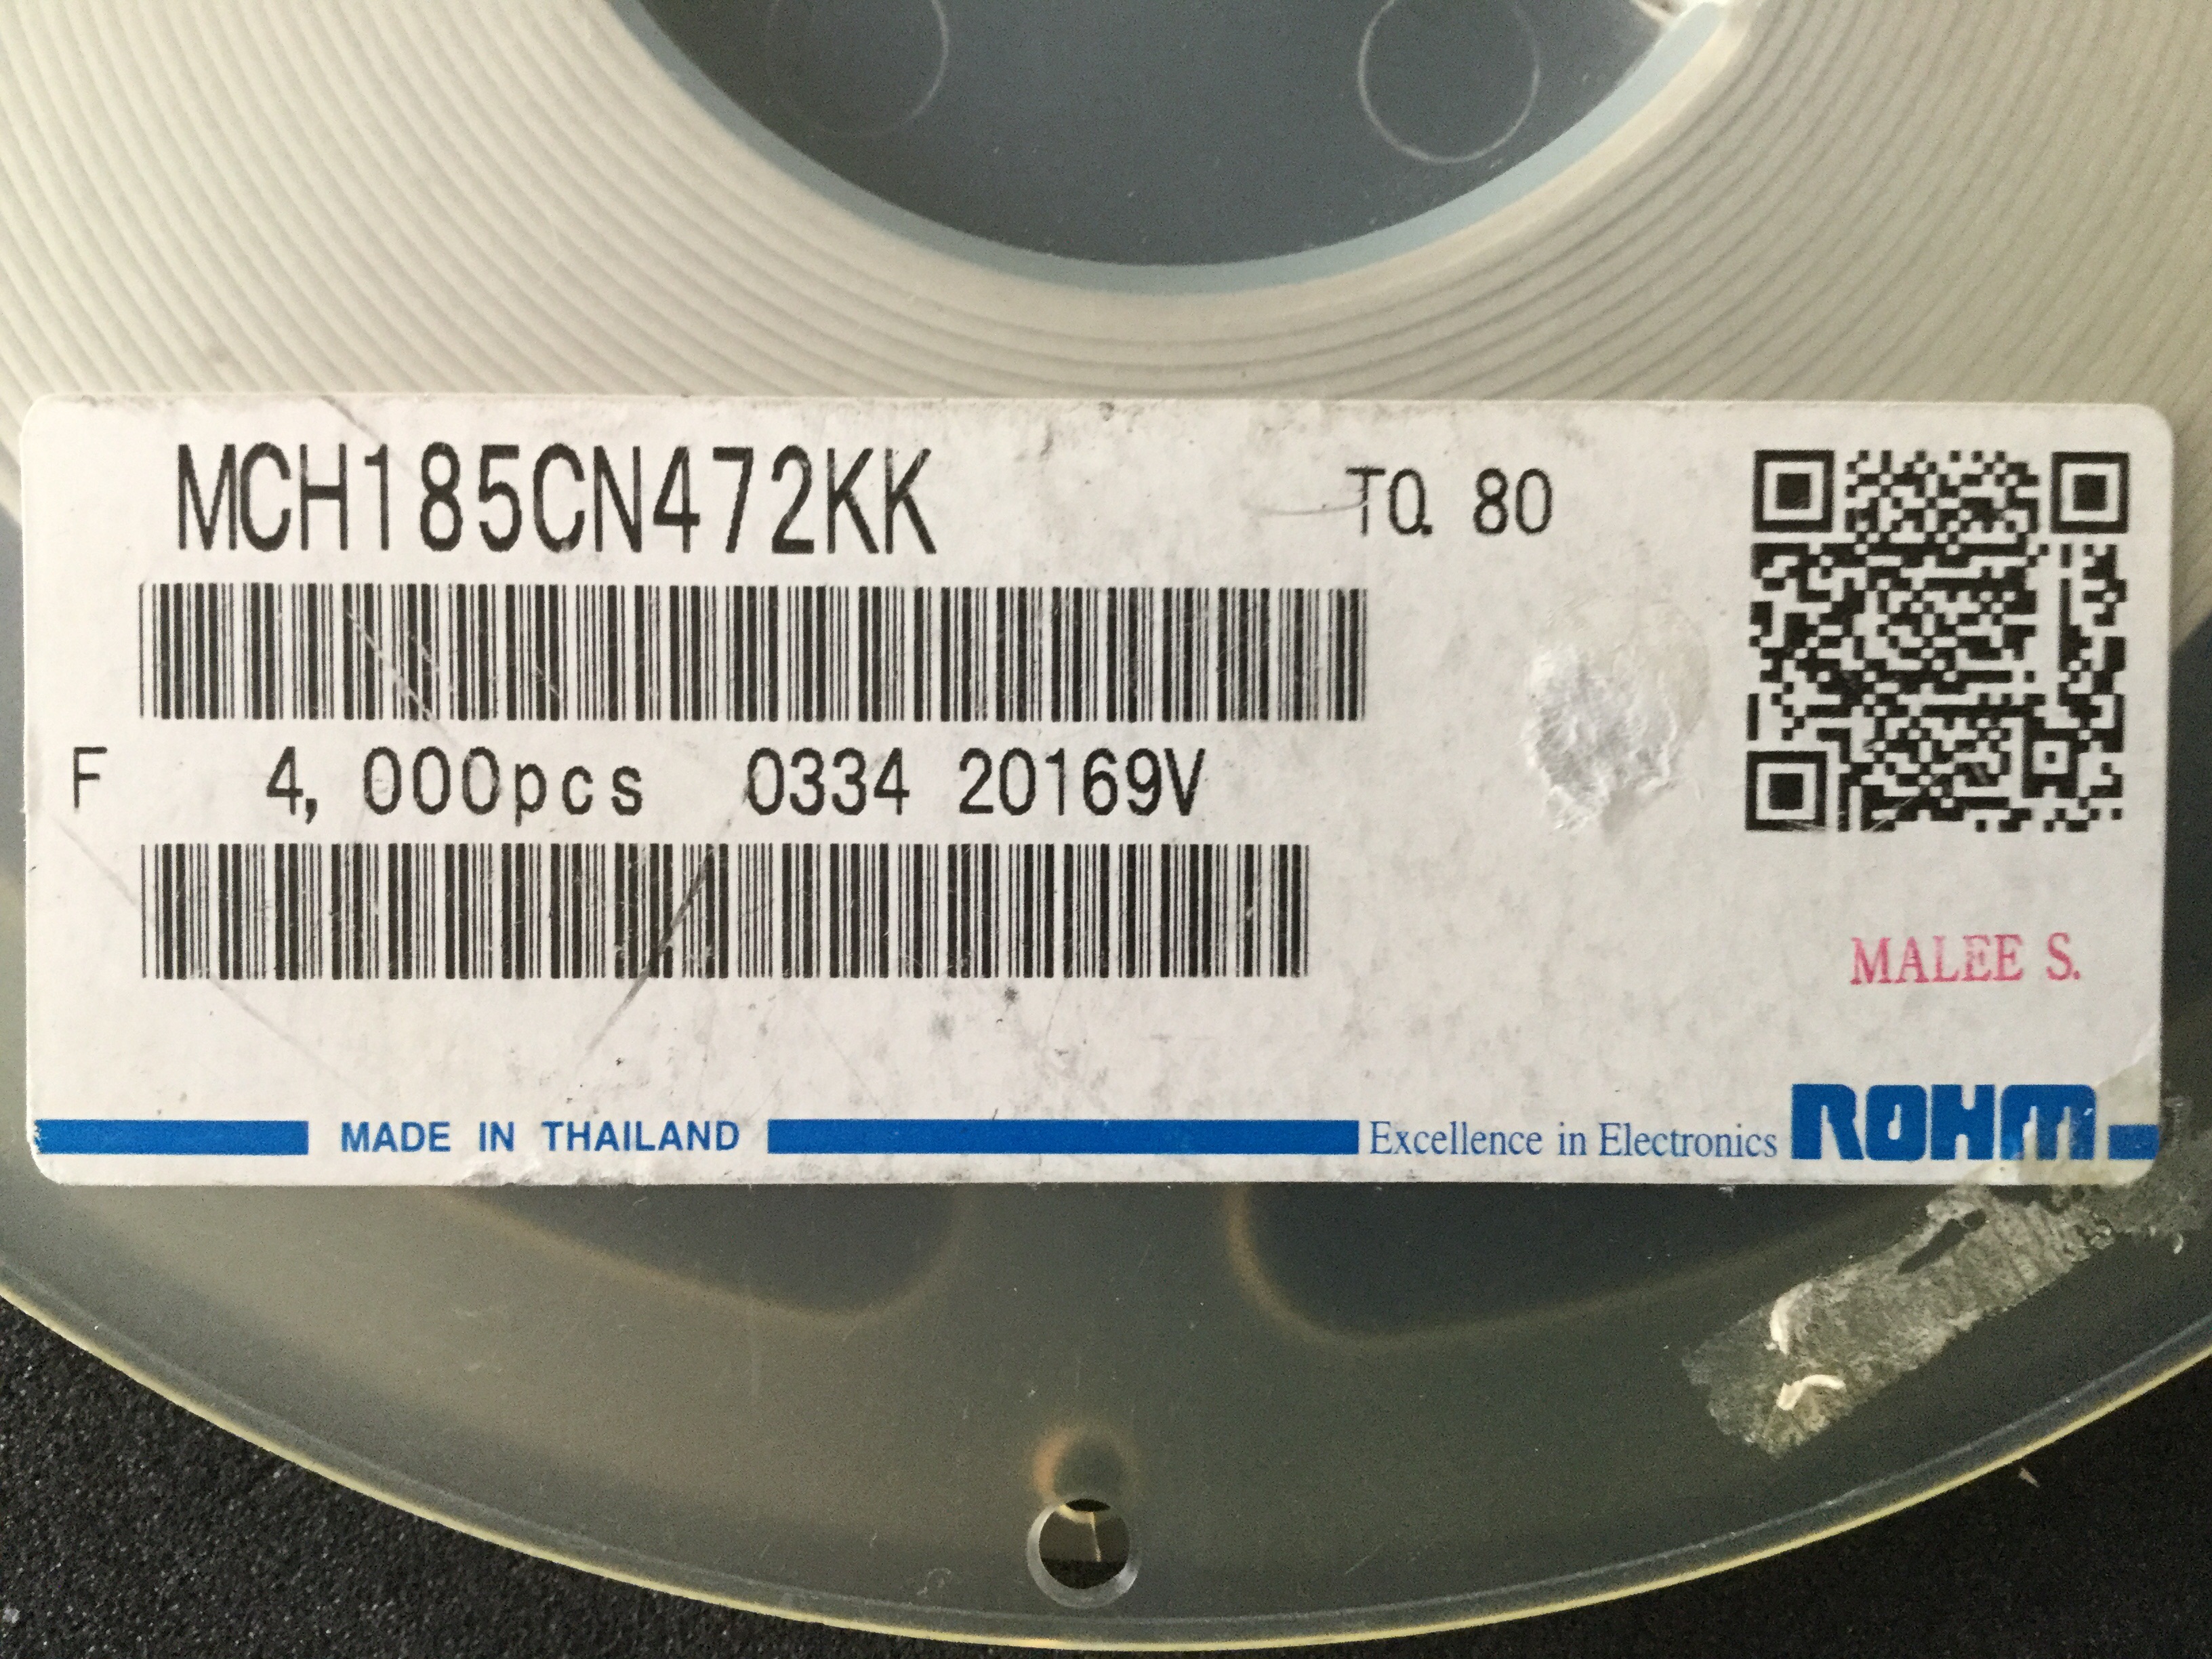 MCH185CN472KK TQ. 80
F 4, 000pcs 0334 20169V
MALEE S.
MADE IN THAILAND Excellence in Electronics ROHM